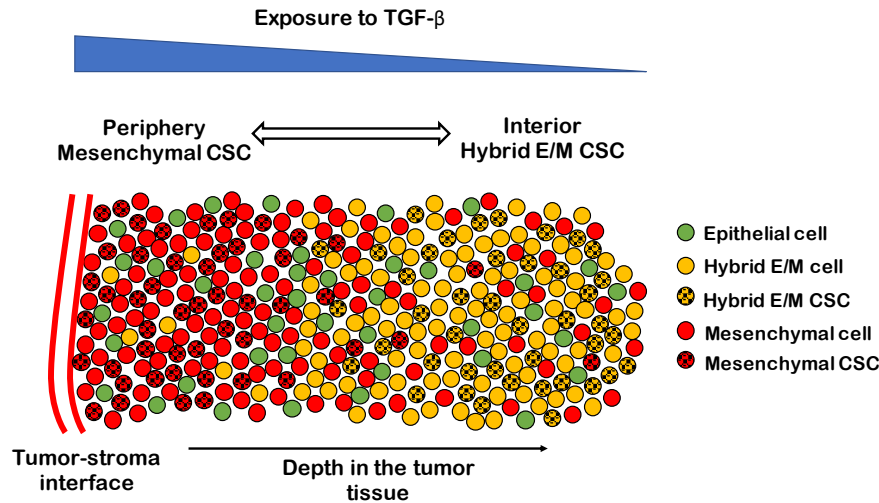 Exposure to TGF-β
Periphery
Mesenchymal CSC
Interior
Hybrid E/M CSC
Epithelial cell
Hybrid E/M cell
Hybrid E/M CSC
Mesenchymal cell
Mesenchymal CSC
Tumor-stroma
interface
Depth in the tumor
tissue